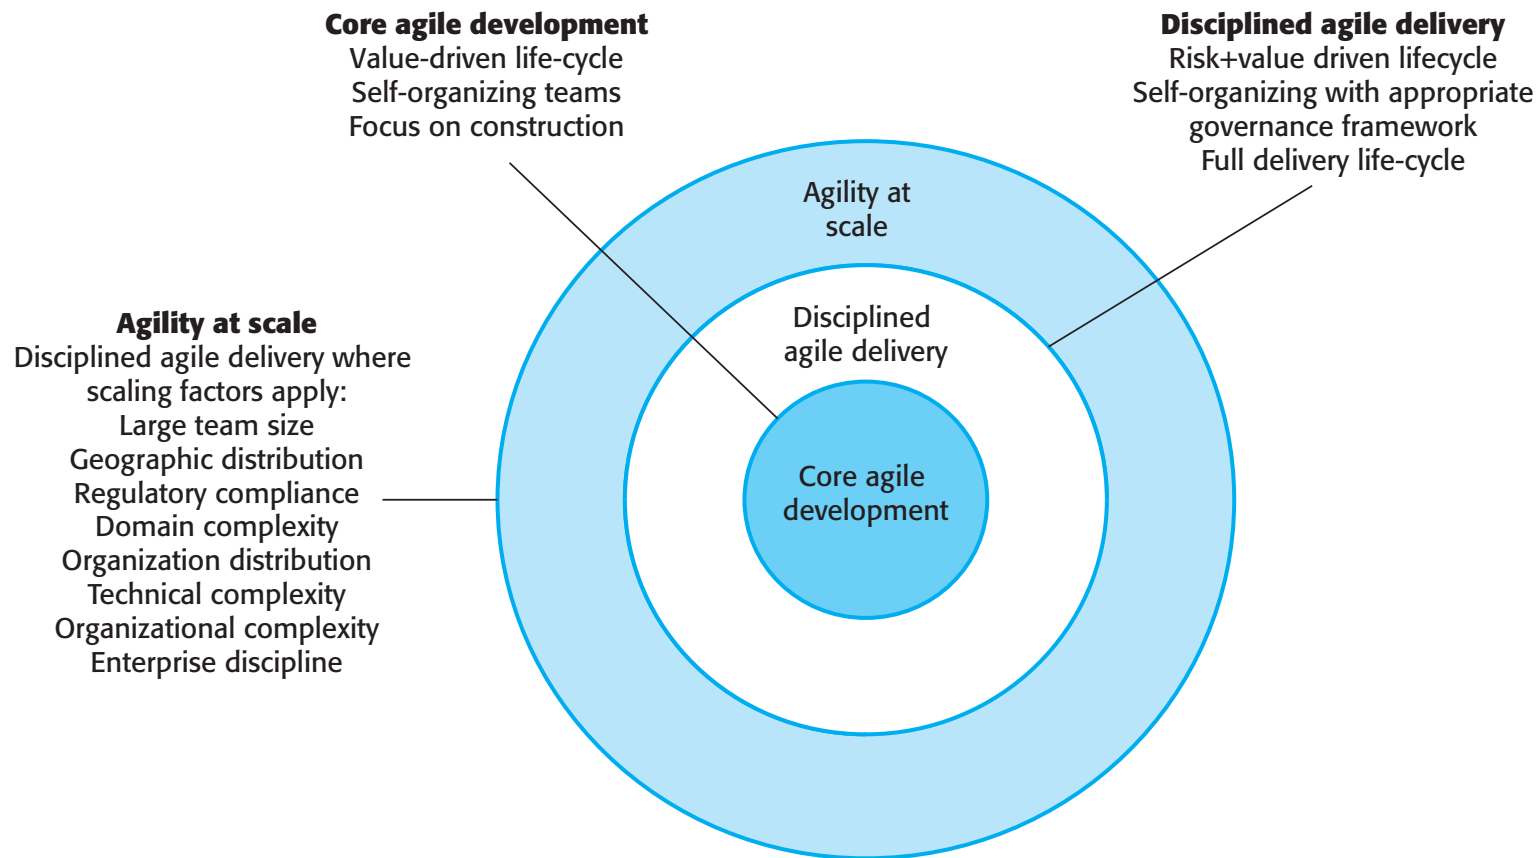 Core agile development
Value-driven life-cycle
Self-organizing teams
Focus on construction
Disciplined agile delivery
Risk+value driven lifecycle
Self-organizing with appropriate
governance framework
Full delivery life-cycle
Agility at scale
Disciplined agile delivery where
scaling factors apply:
Large team size
Geographic distribution
Regulatory compliance
Domain complexity
Organization distribution
Technical complexity
Organizational complexity
Enterprise discipline
Agility at
scale
Disciplined
agile delivery
Core agile
development